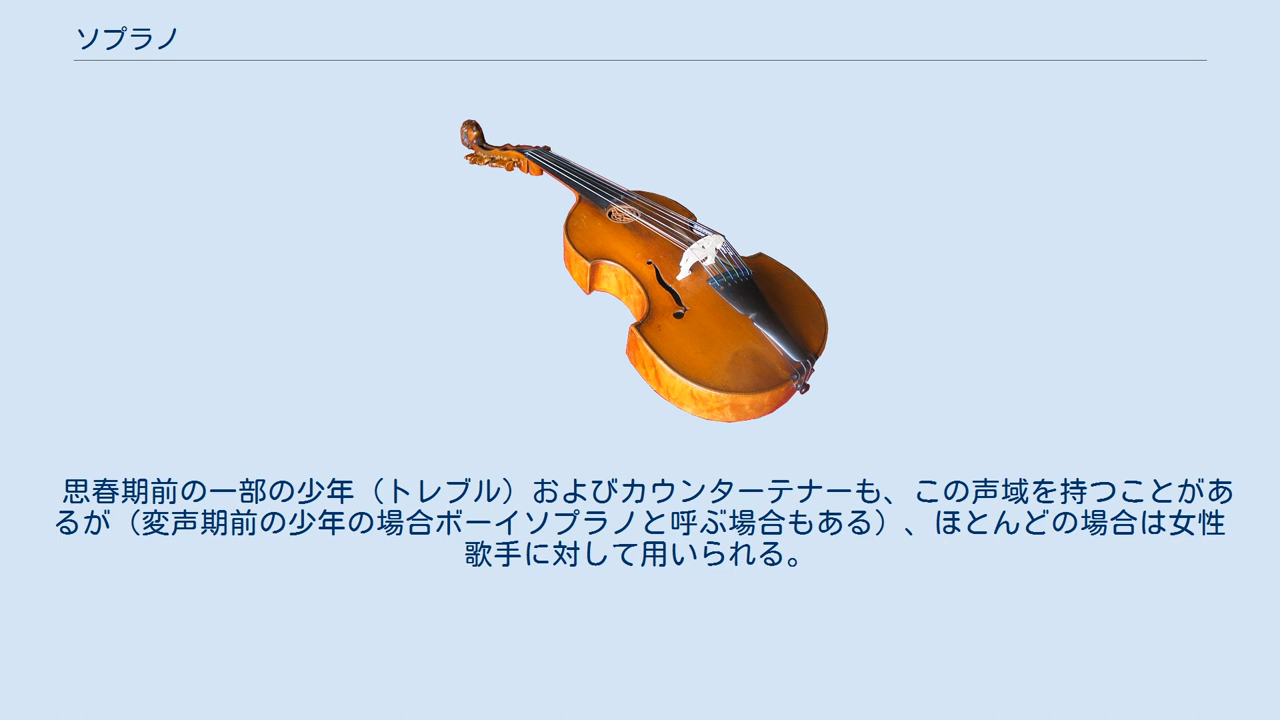 ソプラノ
思春期前の一部の少年（トレブル）およびカウンターテナーも、この声域を持つことがあ
るが（変声期前の少年の場合ボーイソプラノと呼ぶ場合もある）、ほとんどの場合は女性
歌手に対して用いられる。